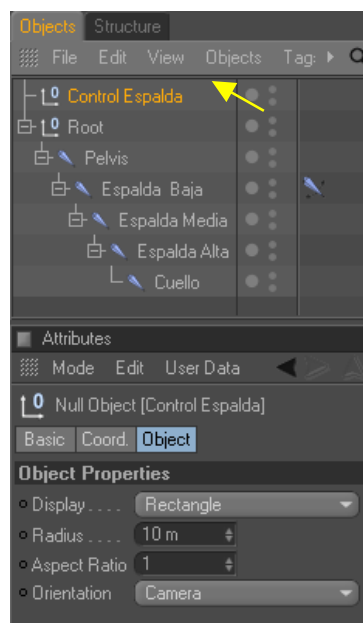 Objects Structure
File Edit View Objects Tag:
Control Espalda
Root
Pelvis
Espalda Baja
Espalda Media
Espalda Alta
Cuello
Attributes
Mode Edit User Data
Null Object [Control Espalda]
Basic Coord. Object
Object Properties
Display.... Rectangle
Radius.... 10 m
Aspect Ratio 1
Orientation Camera